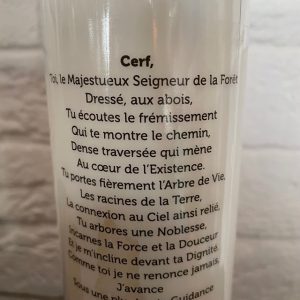 Cerf,
Toi, le Majestueux Seigneur de la Forêt
Dressé, aux abois,
Tu écoutes le frémissement
Qui te montre le chemin,
Dense traversée qui mène
Au cœur de l'Existence.
Tu portes fièrement l'Arbre de Vie,
Les racines de la Terre,
La connexion au Ciel ainsi relié,
Tu arbores une Noblesse,
Incarnes la Force et la Douceur
Et je m'incline devant ta Dignité.
Comme toi je ne renonce jamais,
J'avance
Sous une Guidance